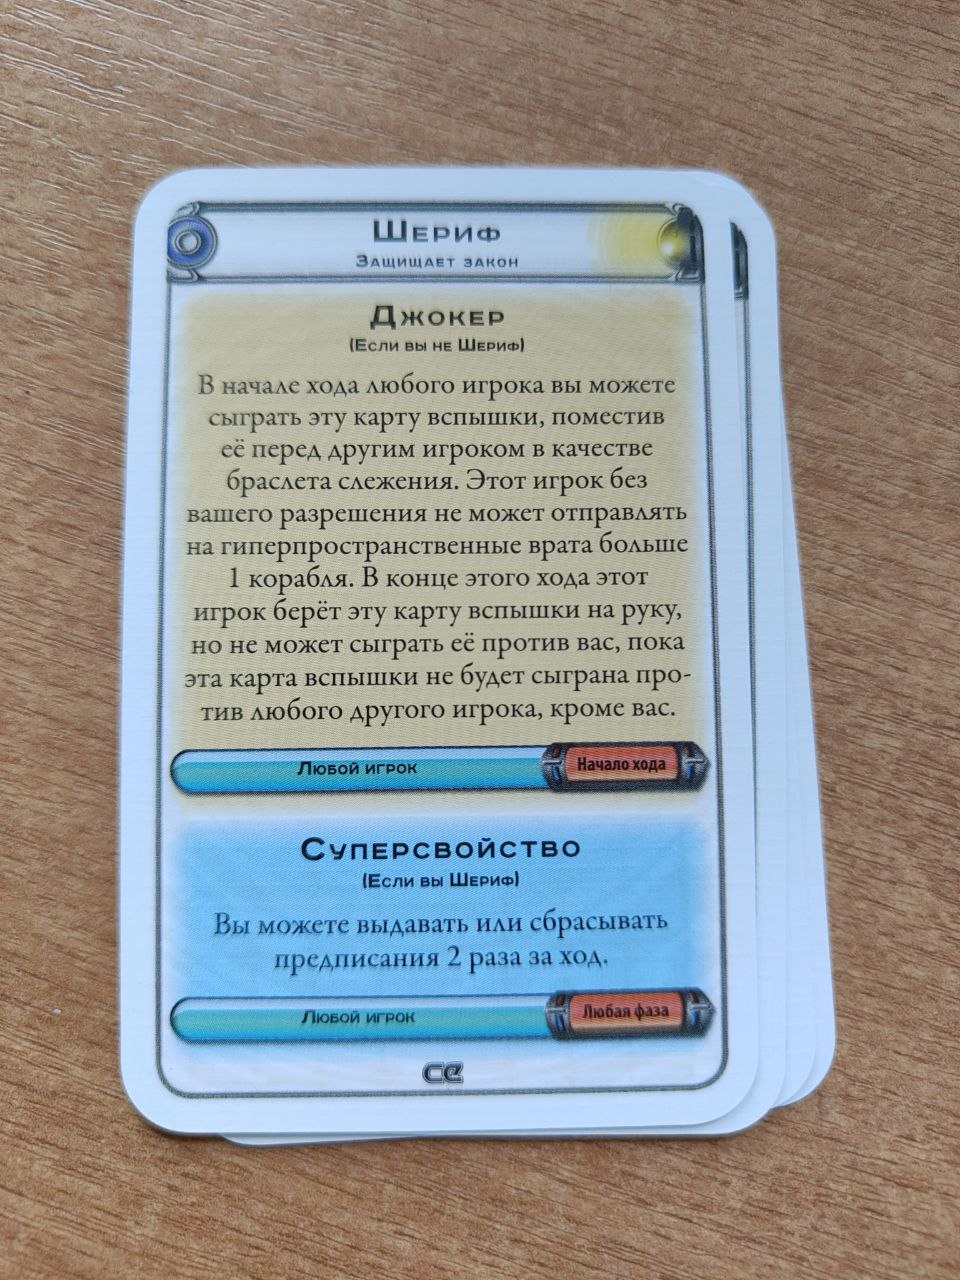 Шериф
Защищает закон
Джокер
(Если вы не Шериф)
В начале хода любого игрока вы можете
сыграть эту карту вспышки, поместив
её перед другим игроком в качестве
браслета слежения. Этот игрок без
вашего разрешения не может отправлять
на гиперпространственные врата больше
1 корабля. В конце этого хода этот
игрок берёт эту карту вспышки на руку,
но не может сыграть её против вас, пока
эта карта вспышки не будет сыграна про-
тив любого другого игрока, кроме вас.
Любой игрок Начало хода
Суперсвойство
(Если вы Шериф)
Вы можете выдавать или сбрасывать
предписания 2 раза за ход.
Любой игрок Любая фаза
CE